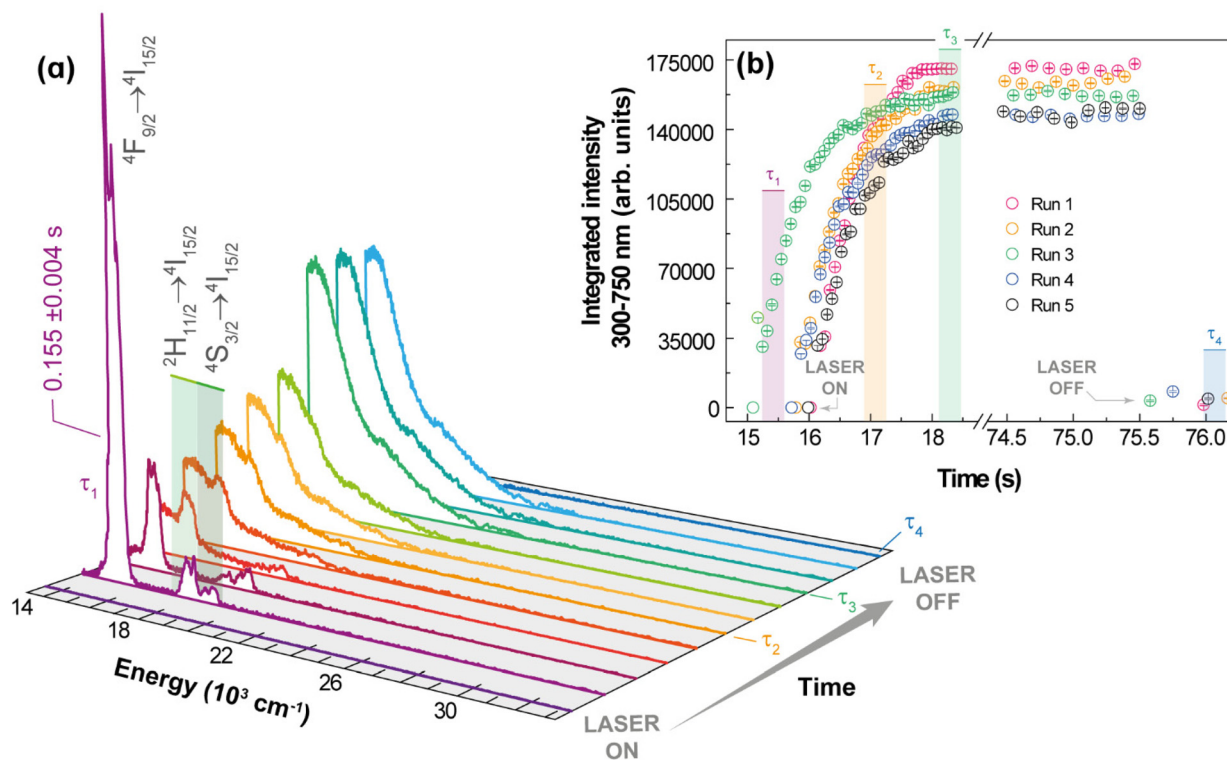 (a)
⁴F₉/₂→⁴I₁₅/₂
0.155 ±0.004 s
²H₁₁/₂→⁴I₁₅/₂
⁴S₃/₂→⁴I₁₅/₂
τ₁
τ₂
τ₃
τ₄
14
18
22
26
30
Energy (10³ cm⁻¹)
LASER
ON
Time
LASER
OFF
(b)
Integrated intensity
300-750 nm (arb. units)
175000
140000
105000
70000
35000
0
τ₁
τ₂
τ₃
τ₄
LASER
ON
LASER
OFF
Run 1
Run 2
Run 3
Run 4
Run 5
15
16
17
18
74.5
75.0
75.5
76.0
Time (s)